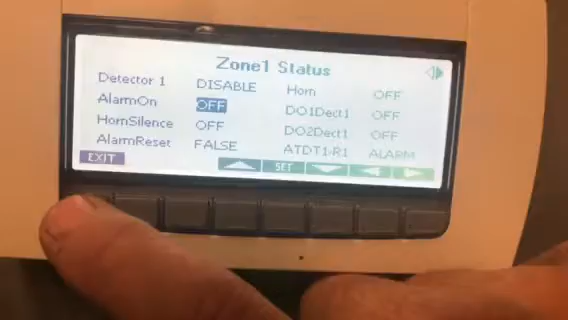 Zone1 Status
Detector 1 DISABLE Horn OFF
AlarmOn OFF DO1Dect1 OFF
HornSilence OFF DO2Dect1 OFF
AlarmReset FALSE ATDT1-R1 ALARM
EXIT SET